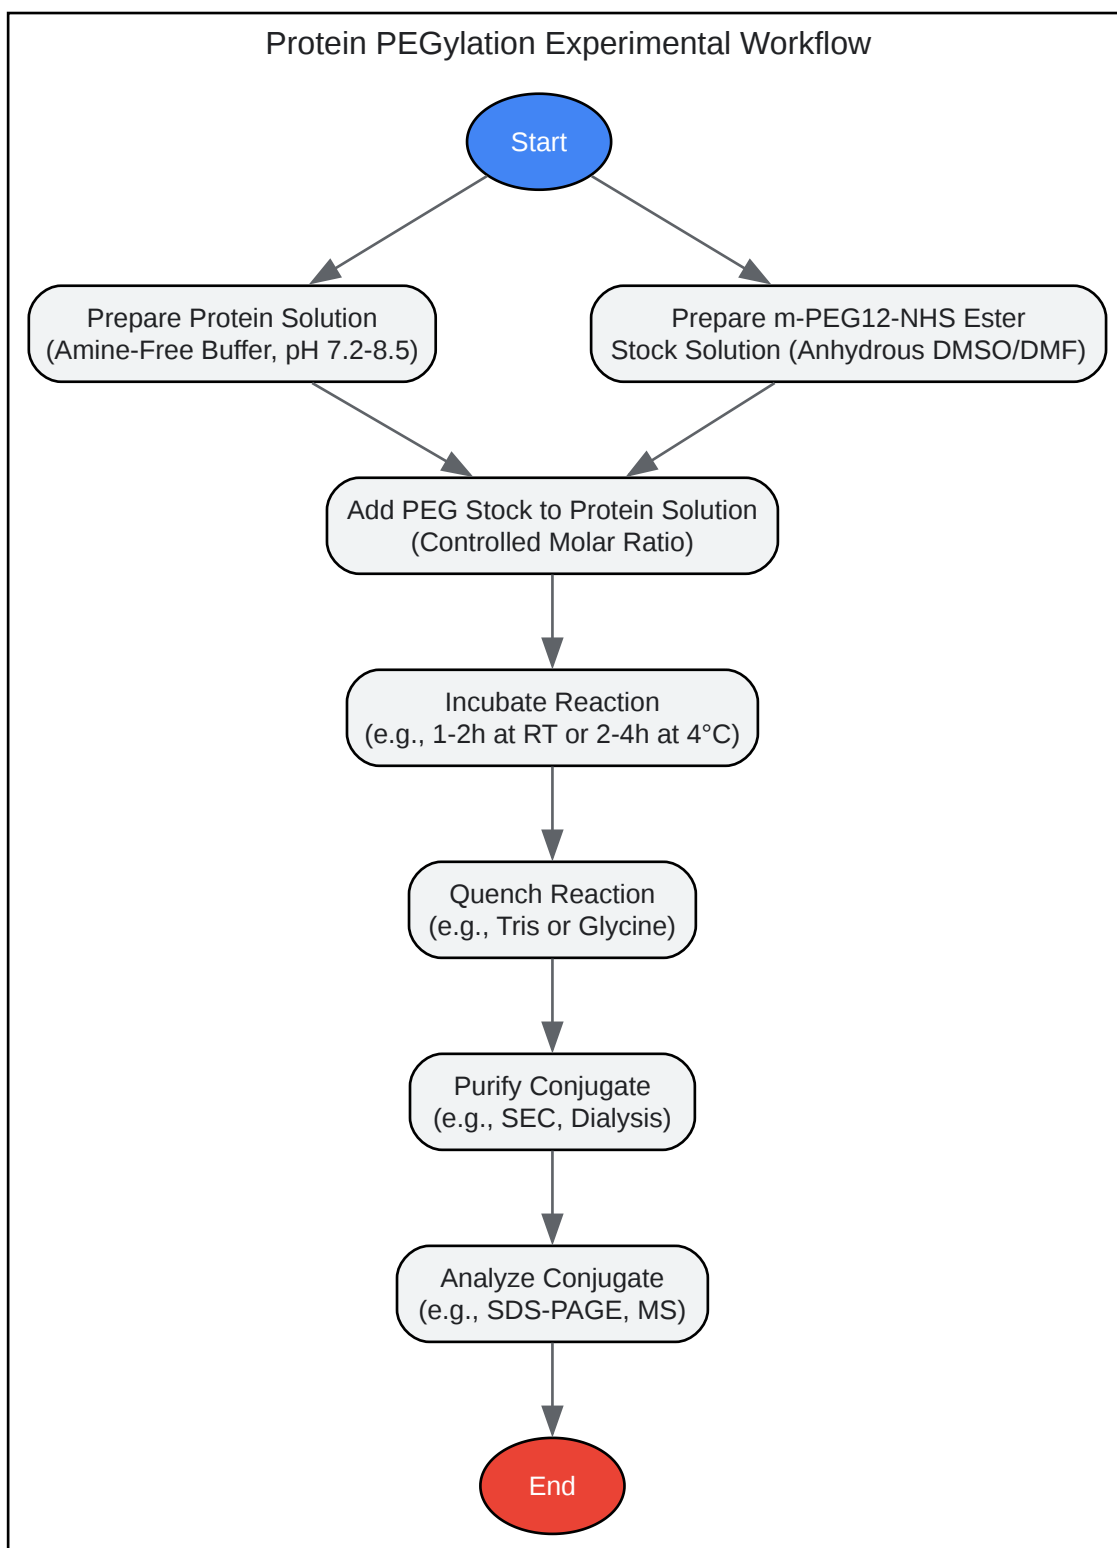 Protein PEGylation Experimental Workflow
Start
Prepare Protein Solution
(Amine-Free Buffer, pH 7.2-8.5)
Prepare m-PEG12-NHS Ester
Stock Solution (Anhydrous DMSO/DMF)
Add PEG Stock to Protein Solution
(Controlled Molar Ratio)
Incubate Reaction
(e.g., 1-2h at RT or 2-4h at 4°C)
Quench Reaction
(e.g., Tris or Glycine)
Purify Conjugate
(e.g., SEC, Dialysis)
Analyze Conjugate
(e.g., SDS-PAGE, MS)
End